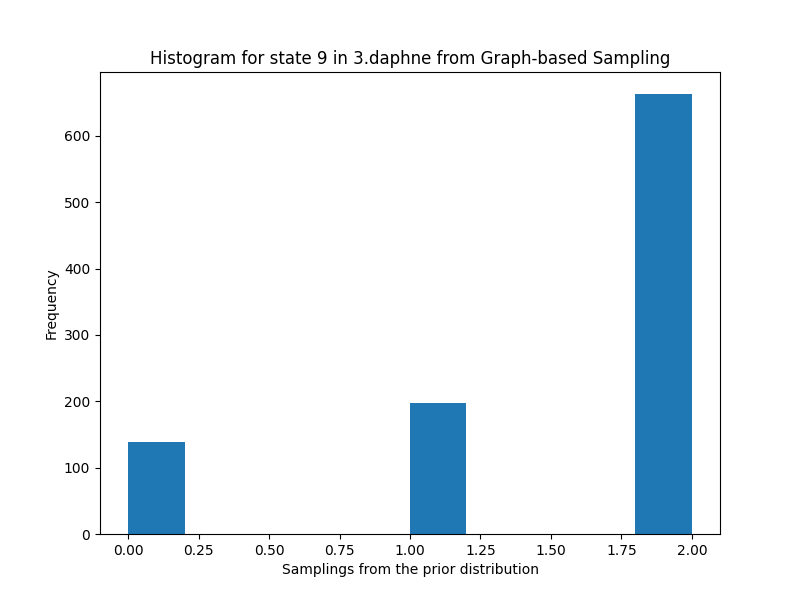 Histogram for state 9 in 3.daphne from Graph-based Sampling
Frequency
600
500
400
300
200
100
0
0.00 0.25 0.50 0.75 1.00 1.25 1.50 1.75 2.00
Samplings from the prior distribution